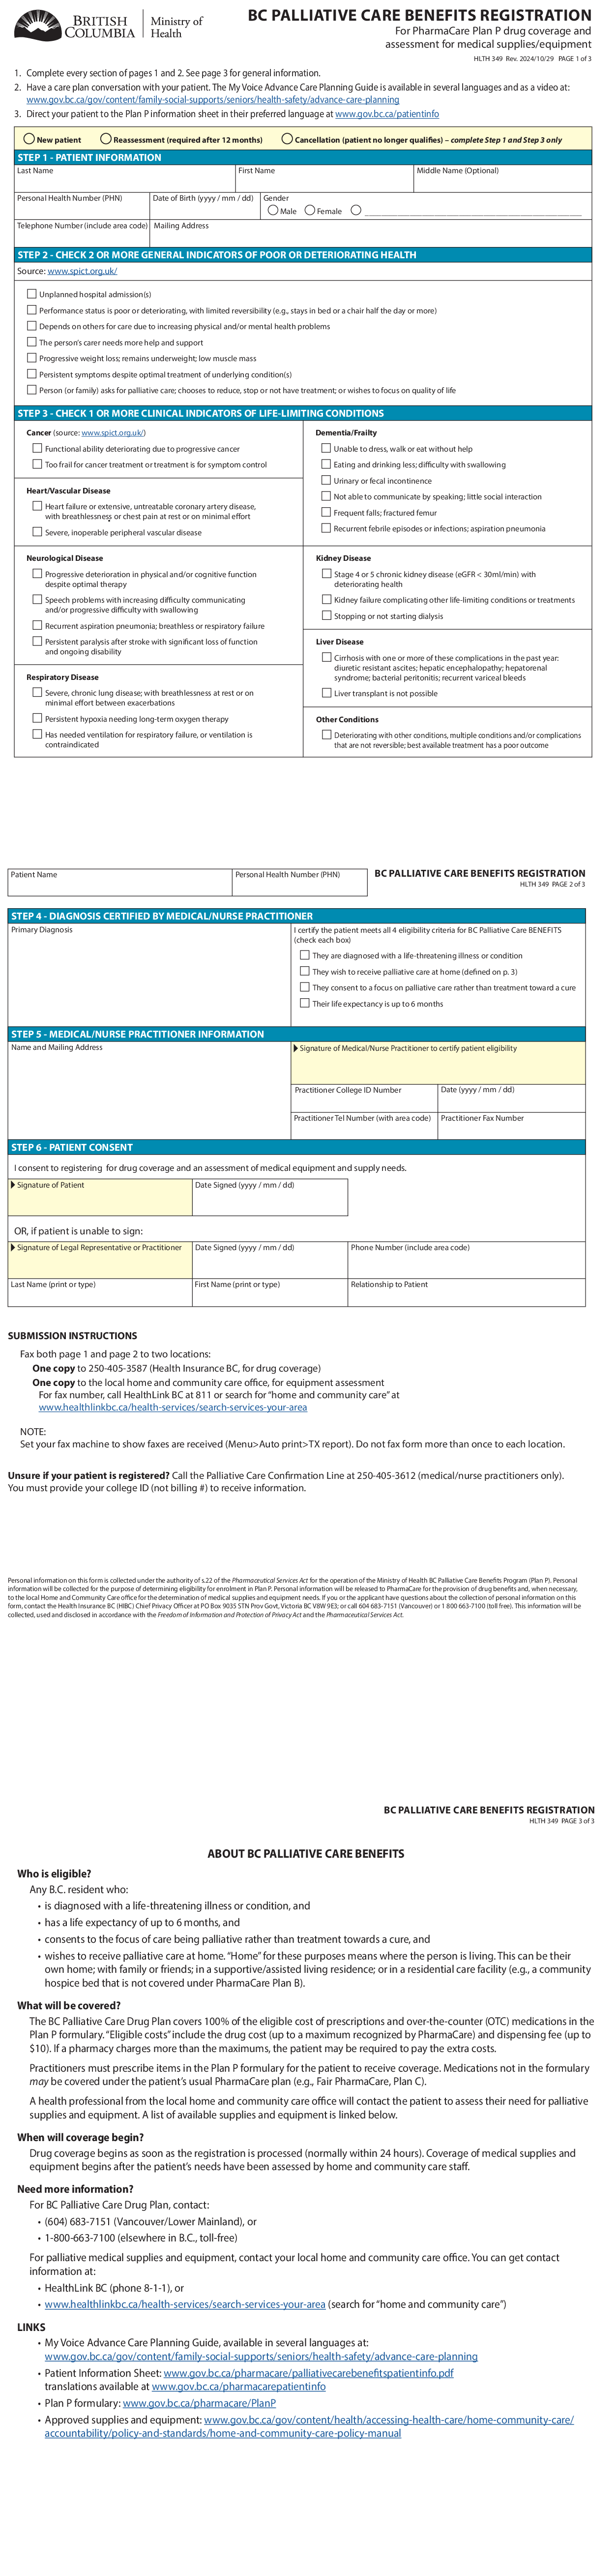 BRITISH
COLUMBIA
Ministry of
Health
BC PALLIATIVE CARE BENEFITS REGISTRATION
For PharmaCare Plan P drug coverage and
assessment for medical supplies/equipment
HLTH 349 Rev. 2024/10/29 PAGE 1 of 3
1. Complete every section of pages 1 and 2. See page 3 for general information.
2. Have a care plan conversation with your patient. The My Voice Advance Care Planning Guide is available in several languages and as a video at:
www.gov.bc.ca/gov/content/family-social-supports/seniors/health-safety/advance-care-planning
3. Direct your patient to the Plan P information sheet in their preferred language at www.gov.bc.ca/patientinfo
New patient Reassessment (required after 12 months) Cancellation (patient no longer qualifies) – complete Step 1 and Step 3 only
STEP 1 - PATIENT INFORMATION
Last Name First Name Middle Name (Optional)
Personal Health Number (PHN) Date of Birth (yyyy / mm / dd) Gender
Male Female
Telephone Number (include area code) Mailing Address
STEP 2 - CHECK 2 OR MORE GENERAL INDICATORS OF POOR OR DETERIORATING HEALTH
Source: www.spict.org.uk/
Unplanned hospital admission(s)
Performance status is poor or deteriorating, with limited reversibility (e.g., stays in bed or a chair half the day or more)
Depends on others for care due to increasing physical and/or mental health problems
The person's carer needs more help and support
Progressive weight loss; remains underweight; low muscle mass
Persistent symptoms despite optimal treatment of underlying condition(s)
Person (or family) asks for palliative care; chooses to reduce, stop or not have treatment; or wishes to focus on quality of life
STEP 3 - CHECK 1 OR MORE CLINICAL INDICATORS OF LIFE-LIMITING CONDITIONS
Cancer (source: www.spict.org.uk/)
Functional ability deteriorating due to progressive cancer
Too frail for cancer treatment or treatment is for symptom control
Heart/Vascular Disease
Heart failure or extensive, untreatable coronary artery disease,
with breathlessness or chest pain at rest or on minimal effort
Severe, inoperable peripheral vascular disease
Neurological Disease
Progressive deterioration in physical and/or cognitive function
despite optimal therapy
Speech problems with increasing difficulty communicating
and/or progressive difficulty with swallowing
Recurrent aspiration pneumonia; breathless or respiratory failure
Persistent paralysis after stroke with significant loss of function
and ongoing disability
Respiratory Disease
Severe, chronic lung disease; with breathlessness at rest or on
minimal effort between exacerbations
Persistent hypoxia needing long-term oxygen therapy
Has needed ventilation for respiratory failure, or ventilation is
contraindicated
Dementia/Frailty
Unable to dress, walk or eat without help
Eating and drinking less; difficulty with swallowing
Urinary or fecal incontinence
Not able to communicate by speaking; little social interaction
Frequent falls; fractured femur
Recurrent febrile episodes or infections; aspiration pneumonia
Kidney Disease
Stage 4 or 5 chronic kidney disease (eGFR < 30ml/min) with
deteriorating health
Kidney failure complicating other life-limiting conditions or treatments
Stopping or not starting dialysis
Liver Disease
Cirrhosis with one or more of these complications in the past year:
diuretic resistant ascites; hepatic encephalopathy; hepatorenal
syndrome; bacterial peritonitis; recurrent variceal bleeds
Liver transplant is not possible
Other Conditions
Deteriorating with other conditions, multiple conditions and/or complications
that are not reversible; best available treatment has a poor outcome
Patient Name Personal Health Number (PHN)
BC PALLIATIVE CARE BENEFITS REGISTRATION
HLTH 349 PAGE 2 of 3
STEP 4 - DIAGNOSIS CERTIFIED BY MEDICAL/NURSE PRACTITIONER
Primary Diagnosis
I certify the patient meets all 4 eligibility criteria for BC Palliative Care BENEFITS
(check each box)
They are diagnosed with a life-threatening illness or condition
They wish to receive palliative care at home (defined on p. 3)
They consent to a focus on palliative care rather than treatment toward a cure
Their life expectancy is up to 6 months
STEP 5 - MEDICAL/NURSE PRACTITIONER INFORMATION
Name and Mailing Address
Signature of Medical/Nurse Practitioner to certify patient eligibility
Practitioner College ID Number Date (yyyy / mm / dd)
Practitioner Tel Number (with area code) Practitioner Fax Number
STEP 6 - PATIENT CONSENT
I consent to registering for drug coverage and an assessment of medical equipment and supply needs.
Signature of Patient Date Signed (yyyy / mm / dd)
OR, if patient is unable to sign:
Signature of Legal Representative or Practitioner Date Signed (yyyy / mm / dd) Phone Number (include area code)
Last Name (print or type) First Name (print or type) Relationship to Patient
SUBMISSION INSTRUCTIONS
Fax both page 1 and page 2 to two locations:
One copy to 250-405-3587 (Health Insurance BC, for drug coverage)
One copy to the local home and community care office, for equipment assessment
For fax number, call HealthLink BC at 811 or search for "home and community care" at
www.healthlinkbc.ca/health-services/search-services-your-area
NOTE:
Set your fax machine to show faxes are received (Menu>Auto print>TX report). Do not fax form more than once to each location.
Unsure if your patient is registered? Call the Palliative Care Confirmation Line at 250-405-3612 (medical/nurse practitioners only).
You must provide your college ID (not billing #) to receive information.
Personal information on this form is collected under the authority of s.22 of the Pharmaceutical Services Act for the operation of the Ministry of Health BC Palliative Care Benefits Program (Plan P). Personal
information will be collected for the purpose of determining eligibility for enrolment in Plan P. Personal information will be released to PharmaCare for the provision of drug benefits and, when necessary,
to the local Home and Community Care office for the determination of medical supplies and equipment needs. If you or the applicant have questions about the collection of personal information on this
form, contact the Health Insurance BC (HIBC) Chief Privacy Officer at PO Box 9035 STN Prov Govt, Victoria BC V8W 9E3; or call 604 683-7151 (Vancouver) or 1 800 663-7100 (toll free). This information will be
collected, used and disclosed in accordance with the Freedom of Information and Protection of Privacy Act and the Pharmaceutical Services Act.
BC PALLIATIVE CARE BENEFITS REGISTRATION
HLTH 349 PAGE 3 of 3
ABOUT BC PALLIATIVE CARE BENEFITS
Who is eligible?
Any B.C. resident who:
• is diagnosed with a life-threatening illness or condition, and
• has a life expectancy of up to 6 months, and
• consents to the focus of care being palliative rather than treatment towards a cure, and
• wishes to receive palliative care at home. "Home" for these purposes means where the person is living. This can be their
own home; with family or friends; in a supportive/assisted living residence; or in a residential care facility (e.g., a community
hospice bed that is not covered under PharmaCare Plan B).
What will be covered?
The BC Palliative Care Drug Plan covers 100% of the eligible cost of prescriptions and over-the-counter (OTC) medications in the
Plan P formulary. "Eligible costs" include the drug cost (up to a maximum recognized by PharmaCare) and dispensing fee (up to
$10). If a pharmacy charges more than the maximums, the patient may be required to pay the extra costs.
Practitioners must prescribe items in the Plan P formulary for the patient to receive coverage. Medications not in the formulary
may be covered under the patient's usual PharmaCare plan (e.g., Fair PharmaCare, Plan C).
A health professional from the local home and community care office will contact the patient to assess their need for palliative
supplies and equipment. A list of available supplies and equipment is linked below.
When will coverage begin?
Drug coverage begins as soon as the registration is processed (normally within 24 hours). Coverage of medical supplies and
equipment begins after the patient's needs have been assessed by home and community care staff.
Need more information?
For BC Palliative Care Drug Plan, contact:
• (604) 683-7151 (Vancouver/Lower Mainland), or
• 1-800-663-7100 (elsewhere in B.C., toll-free)
For palliative medical supplies and equipment, contact your local home and community care office. You can get contact
information at:
• HealthLink BC (phone 8-1-1), or
• www.healthlinkbc.ca/health-services/search-services-your-area (search for "home and community care")
LINKS
• My Voice Advance Care Planning Guide, available in several languages at:
www.gov.bc.ca/gov/content/family-social-supports/seniors/health-safety/advance-care-planning
• Patient Information Sheet: www.gov.bc.ca/pharmacare/palliativecarebenefitspatientinfo.pdf
translations available at www.gov.bc.ca/pharmacarepatientinfo
• Plan P formulary: www.gov.bc.ca/pharmacare/PlanP
• Approved supplies and equipment: www.gov.bc.ca/gov/content/health/accessing-health-care/home-community-care/
accountability/policy-and-standards/home-and-community-care-policy-manual